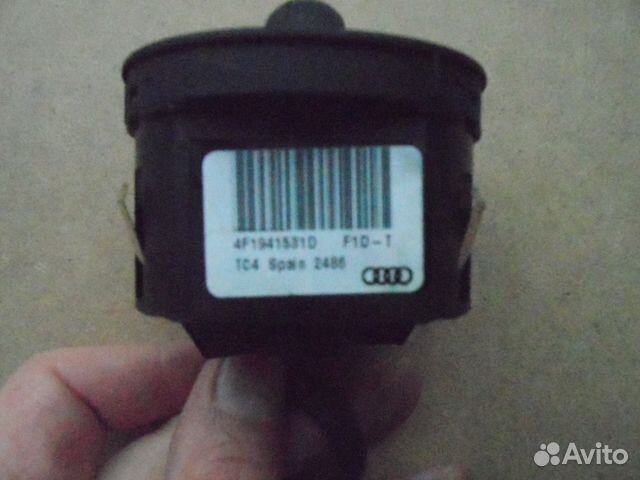 4F1941531D F1D-T
TC4 Spain 2486
Avito